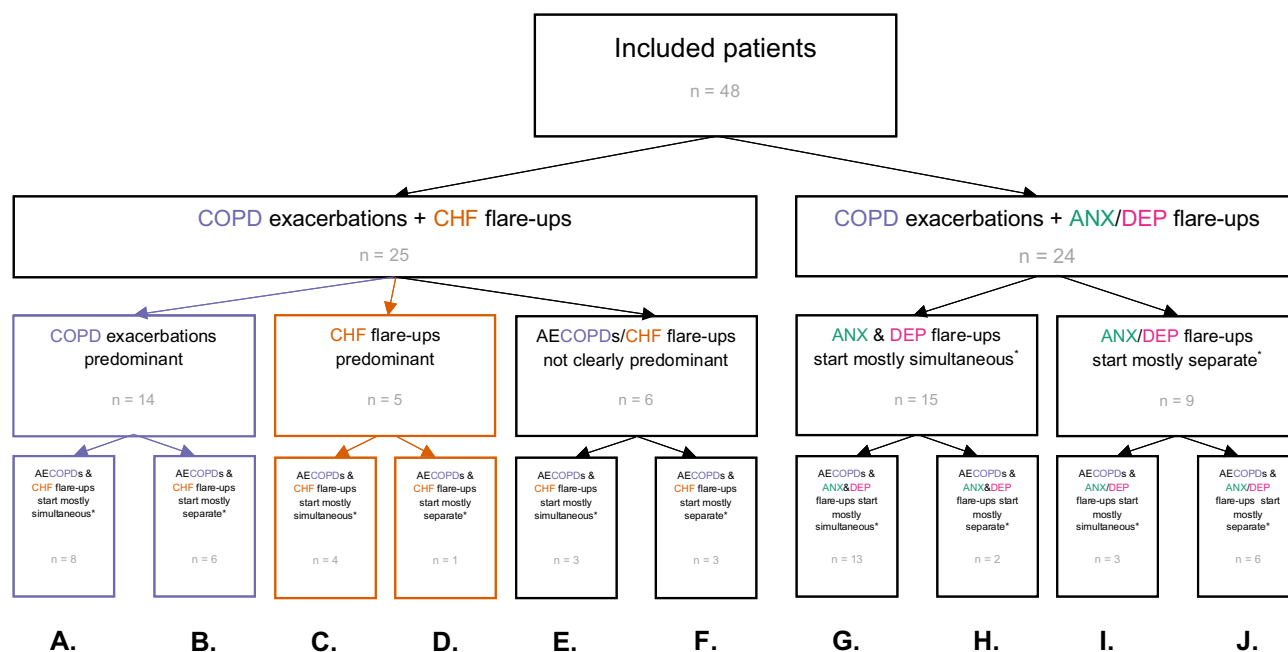 Included patients
n = 48
COPD exacerbations + CHF flare-ups
n = 25
COPD exacerbations + ANX/DEP flare-ups
n = 24
COPD exacerbations
predominant
n = 14
CHF flare-ups
predominant
n = 5
AECOPDs/CHF flare-ups
not clearly predominant
n = 6
ANX & DEP flare-ups
start mostly simultaneous*
n = 15
ANX/DEP flare-ups
start mostly separate*
n = 9
AECOPDs &
CHF flare-ups
start mostly
simultaneous*
n = 8
AECOPDs &
CHF flare-ups
start mostly
separate*
n = 6
AECOPDs &
CHF flare-ups
start mostly
simultaneous*
n = 4
AECOPDs &
CHF flare-ups
start mostly
separate*
n = 1
AECOPDs &
CHF flare-ups
start mostly
simultaneous*
n = 3
AECOPDs &
CHF flare-ups
start mostly
separate*
n = 3
AECOPDs &
ANX&DEP
flare-ups start
mostly
simultaneous*
n = 13
AECOPDs &
ANX&DEP
flare-ups start
mostly
separate*
n = 2
AECOPDs &
ANX/DEP
flare-ups start
mostly
simultaneous*
n = 3
AECOPDs &
ANX/DEP
flare-ups start
mostly
separate*
n = 6
A. B. C. D. E. F. G. H. I. J.